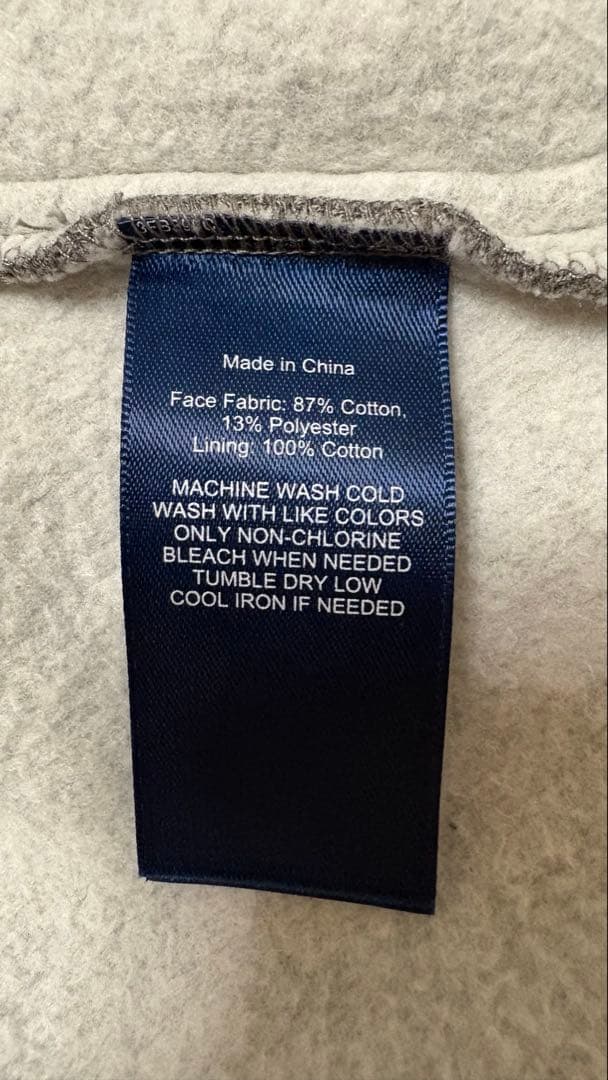 Made in China
Face Fabric: 87% Cotton,
13% Polyester
Lining: 100% Cotton
MACHINE WASH COLD
WASH WITH LIKE COLORS
ONLY NON-CHLORINE
BLEACH WHEN NEEDED
TUMBLE DRY LOW
COOL IRON IF NEEDED